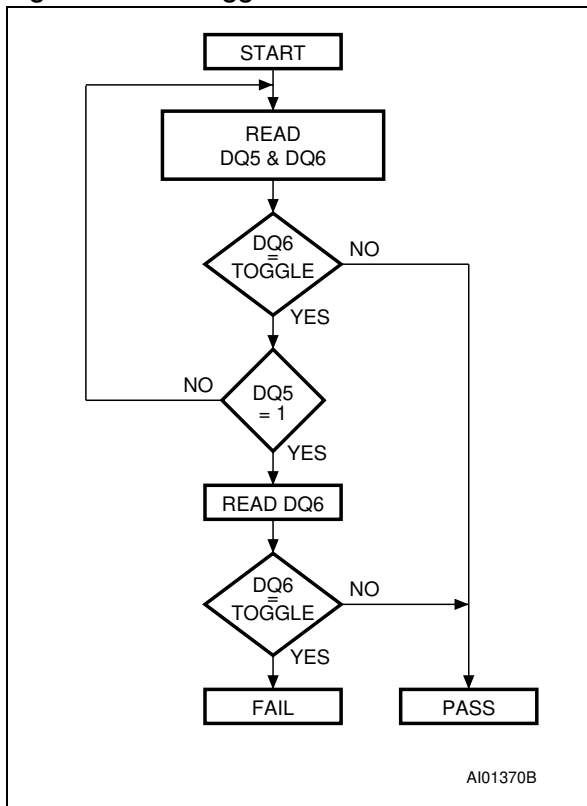 START
READ
DQ5 & DQ6
DQ6
=
TOGGLE
NO
YES
NO
DQ5
= 1
YES
READ DQ6
DQ6
=
TOGGLE
NO
YES
FAIL
PASS
AI01370B